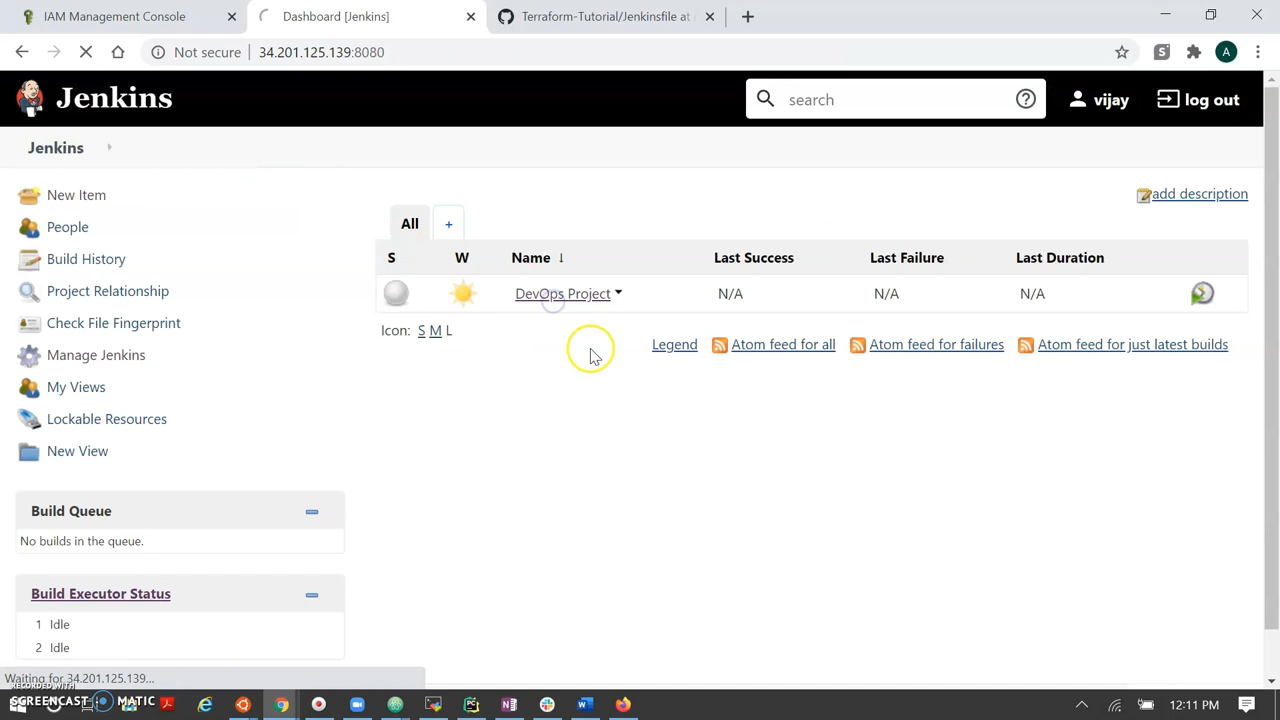 IAM Management Console
Dashboard [Jenkins]
Terraform-Tutorial/Jenkinsfile at
Not secure
34.201.125.139:8080
S
A
Jenkins
search
vijay
log out
Jenkins
New Item
People
Build History
Project Relationship
Check File Fingerprint
Manage Jenkins
My Views
Lockable Resources
New View
add description
All
+
S W Name ↓ Last Success Last Failure Last Duration
DevOps Project N/A N/A N/A
Icon: S M L
Legend Atom feed for all Atom feed for failures Atom feed for just latest builds
Build Queue
No builds in the queue.
Build Executor Status
1 Idle
2 Idle
Waiting for 34.201.125.139...
RECORDED WITH
SCREENCAST MATIC
12:11 PM